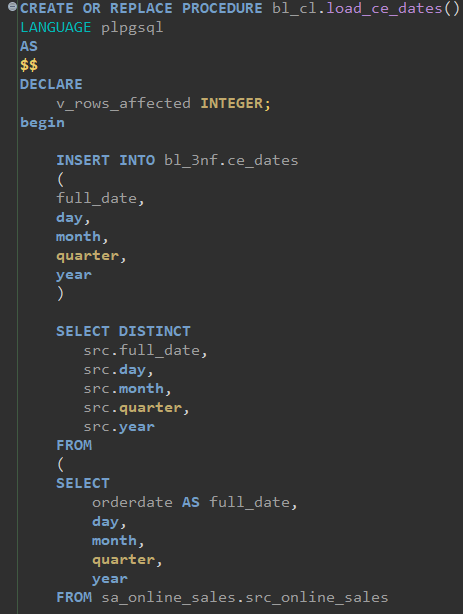 CREATE OR REPLACE PROCEDURE bl_cl.load_ce_dates()
LANGUAGE plpgsql
AS
$$
DECLARE
    v_rows_affected INTEGER;
begin

    INSERT INTO bl_3nf.ce_dates
    (
    full_date,
    day,
    month,
    quarter,
    year
    )

    SELECT DISTINCT
       src.full_date,
       src.day,
       src.month,
       src.quarter,
       src.year
    FROM
    (
    SELECT
        orderdate AS full_date,
        day,
        month,
        quarter,
        year
    FROM sa_online_sales.src_online_sales